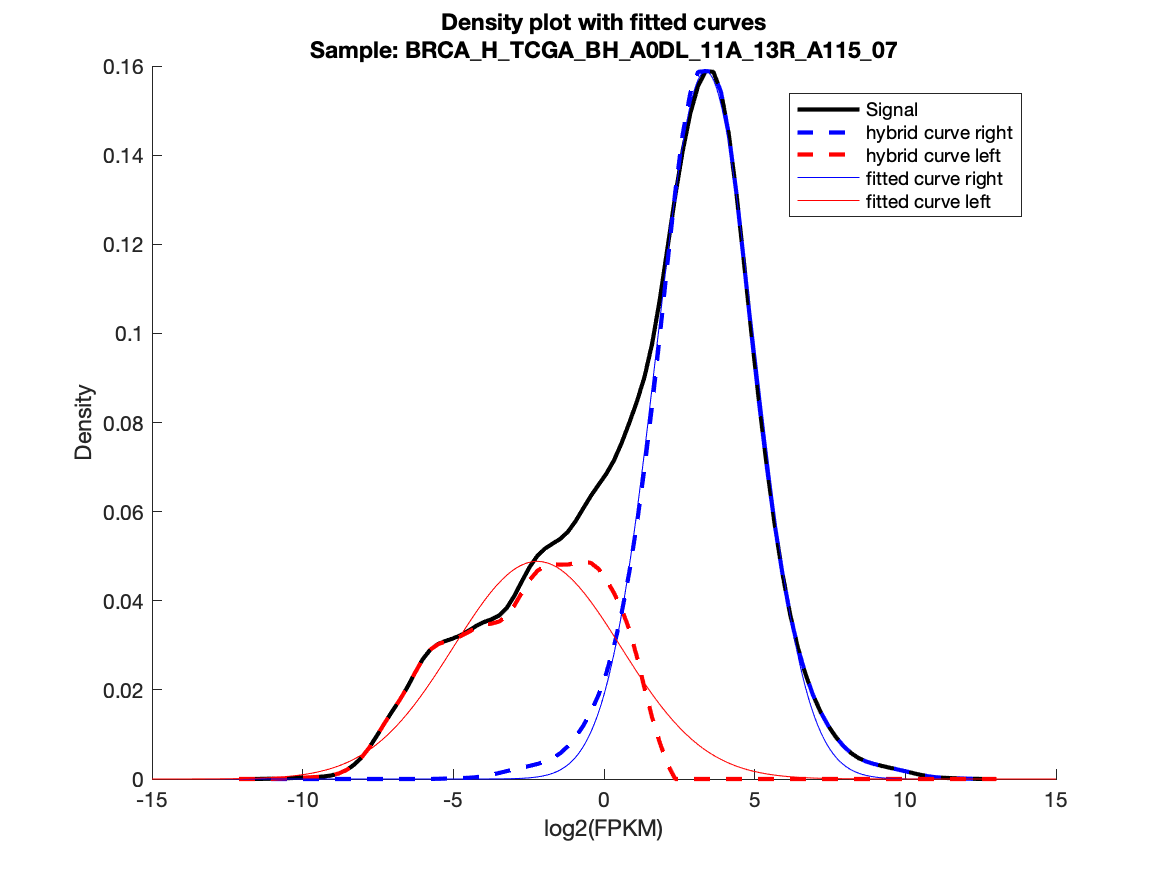 Density plot with fitted curves
Sample: BRCA_H_TCGA_BH_A0DL_11A_13R_A115_07
0.16
0.14
0.12
0.1
0.08
0.06
0.04
0.02
0
Density
Signal
hybrid curve right
hybrid curve left
fitted curve right
fitted curve left
-15 -10 -5 0 5 10 15
log2(FPKM)